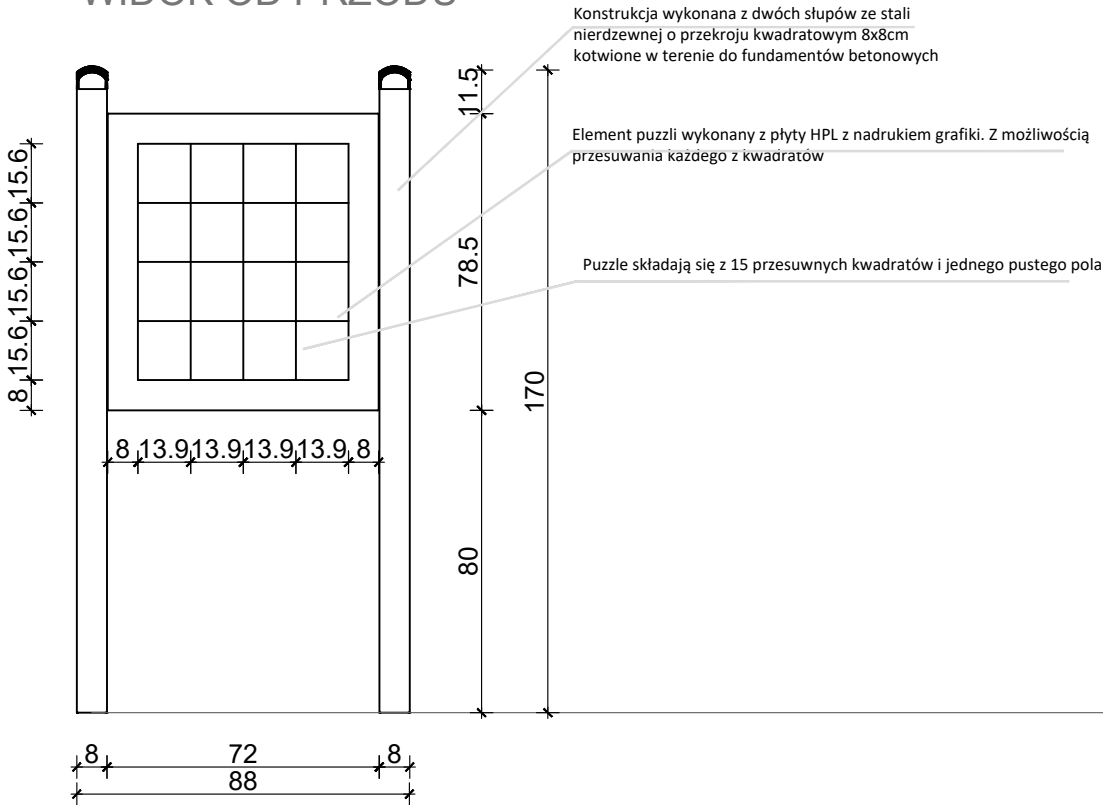 WIDOK OD PRZODU
Konstrukcja wykonana z dwóch słupów ze stali
nierdzewnej o przekroju kwadratowym 8x8cm
kotwione w terenie do fundamentów betonowych
Element puzzli wykonany z płyty HPL z nadrukiem grafiki. Z możliwością
przesuwania każdego z kwadratów
Puzzle składają się z 15 przesuwnych kwadratów i jednego pustego pola
11.5
78.5
80
170
15.6
15.6
15.6
15.6
8
8 13.9 13.9 13.9 13.9 8
8 72 8
88